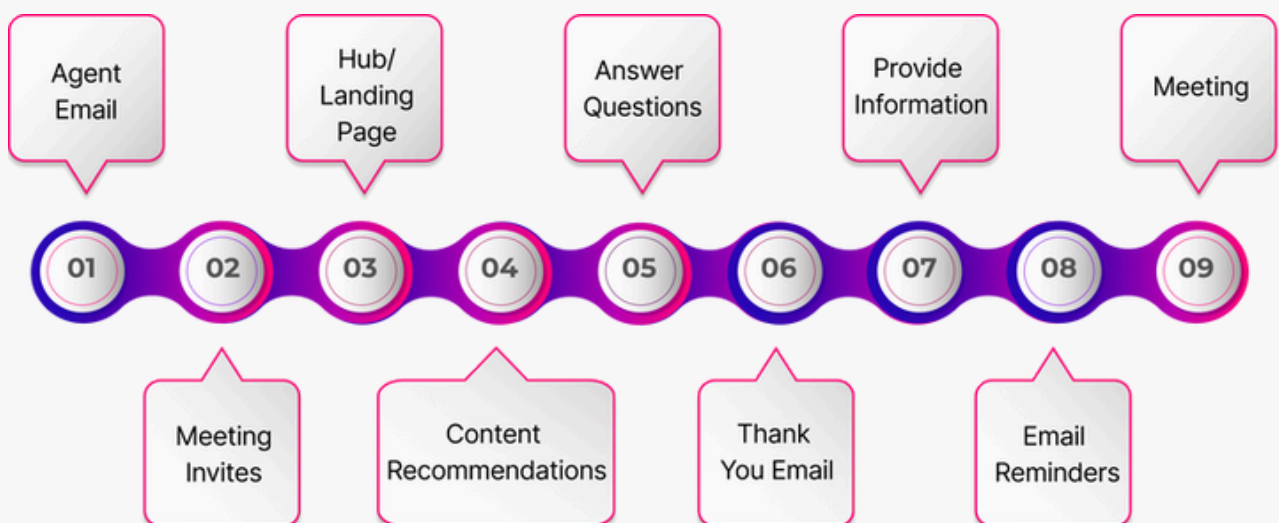 Agent
Email
Hub/
Landing
Page
Answer
Questions
Provide
Information
Meeting
01
02
03
04
05
06
07
08
09
Meeting
Invites
Content
Recommendations
Thank
You Email
Email
Reminders